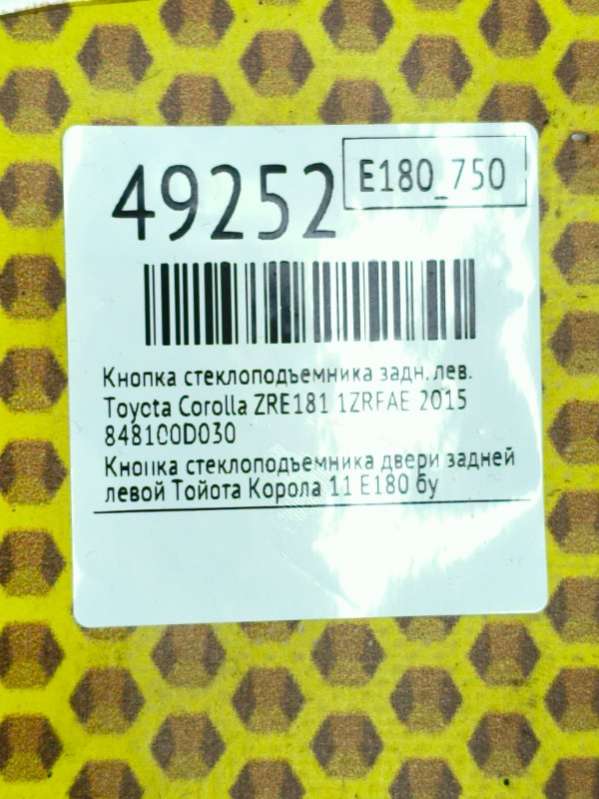 49252
E180_750
Кнопка стеклоподъемника задн. лев.
Toyota Corolla ZRE181 1ZRFAE 2015
848100D030
Кнопка стеклоподъемника двери задней
левой Тойота Корола 11 Е180 бу